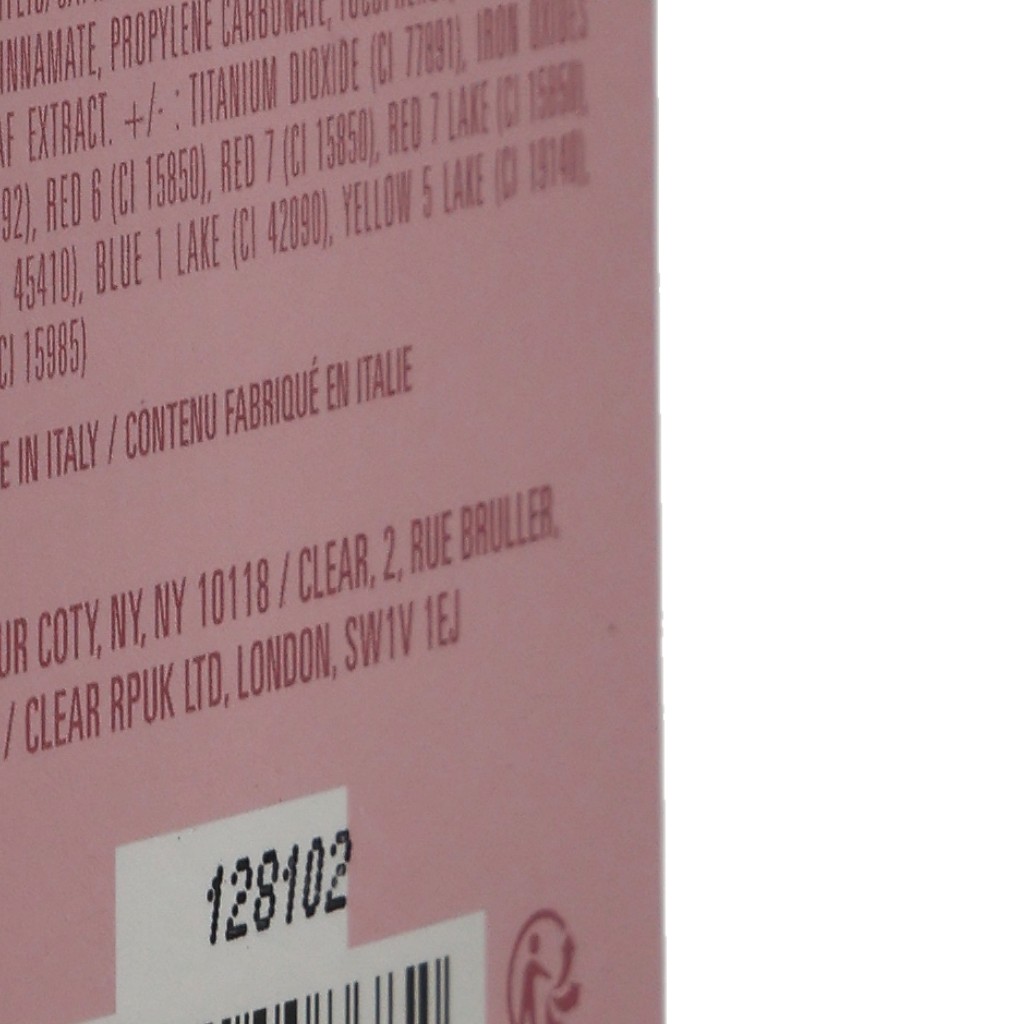 INNAMATE, PROPYLENE CARBONATE,
AF EXTRACT. +/- : TITANIUM DIOXIDE (CI 77891), IRON OXIDES
92), RED 6 (CI 15850), RED 7 (CI 15850), RED 7 LAKE (CI 15850),
45410), BLUE 1 LAKE (CI 42090), YELLOW 5 LAKE (CI 19140),
CI 15985)
E IN ITALY / CONTENU FABRIQUÉ EN ITALIE
UR COTY, NY, NY 10118 / CLEAR, 2, RUE BRULLER,
/ CLEAR RPUK LTD, LONDON, SW1V 1EJ
128102